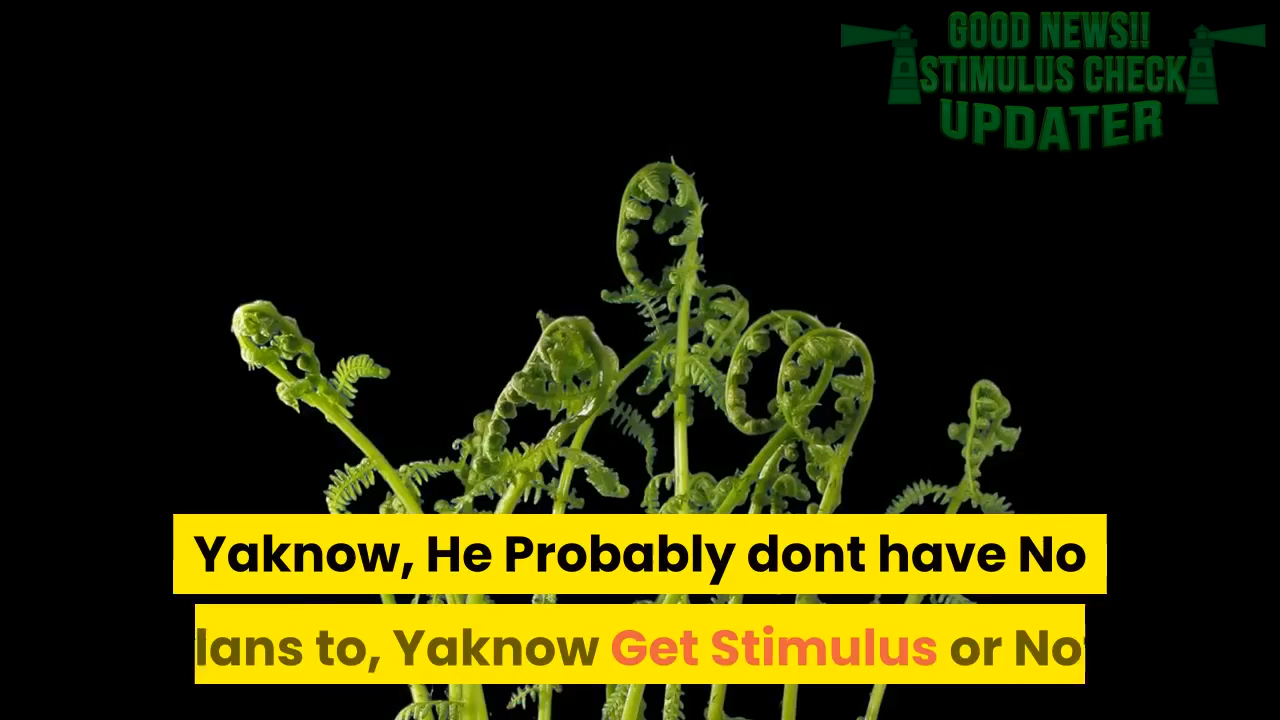 GOOD NEWS!!
STIMULUS CHECK
UPDATER
Yaknow, He Probably dont have No
lans to, Yaknow Get Stimulus or No